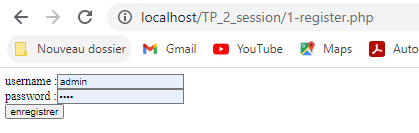 localhost/TP_2_session/1-register.php
Nouveau dossier Gmail YouTube Maps Auto
username : admin
password : ••••
enregistrer